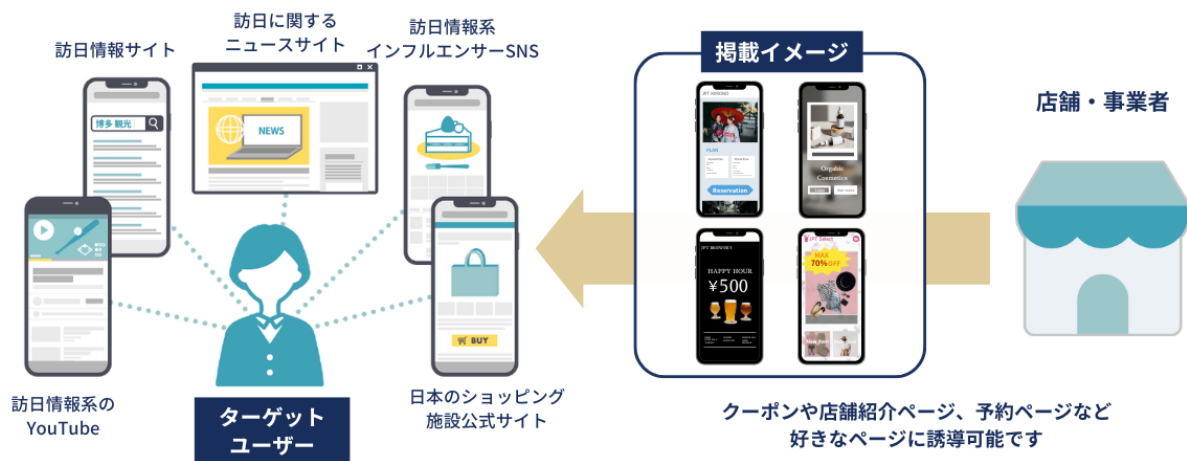 訪日情報サイト
訪日に関する
ニュースサイト
訪日情報系
インフルエンサーSNS
博多 観光
NEWS
BUY
訪日情報系の
YouTube
ターゲット
ユーザー
日本のショッピング
施設公式サイト
掲載イメージ
JPT KIMONO
PLAN
Reservation
Organic
Cosmetics
JPT BREWERY
HAPPY HOUR
¥500
JPT Select
MAX
70%OFF
店舗・事業者
クーポンや店舗紹介ページ、予約ページなど
好きなページに誘導可能です